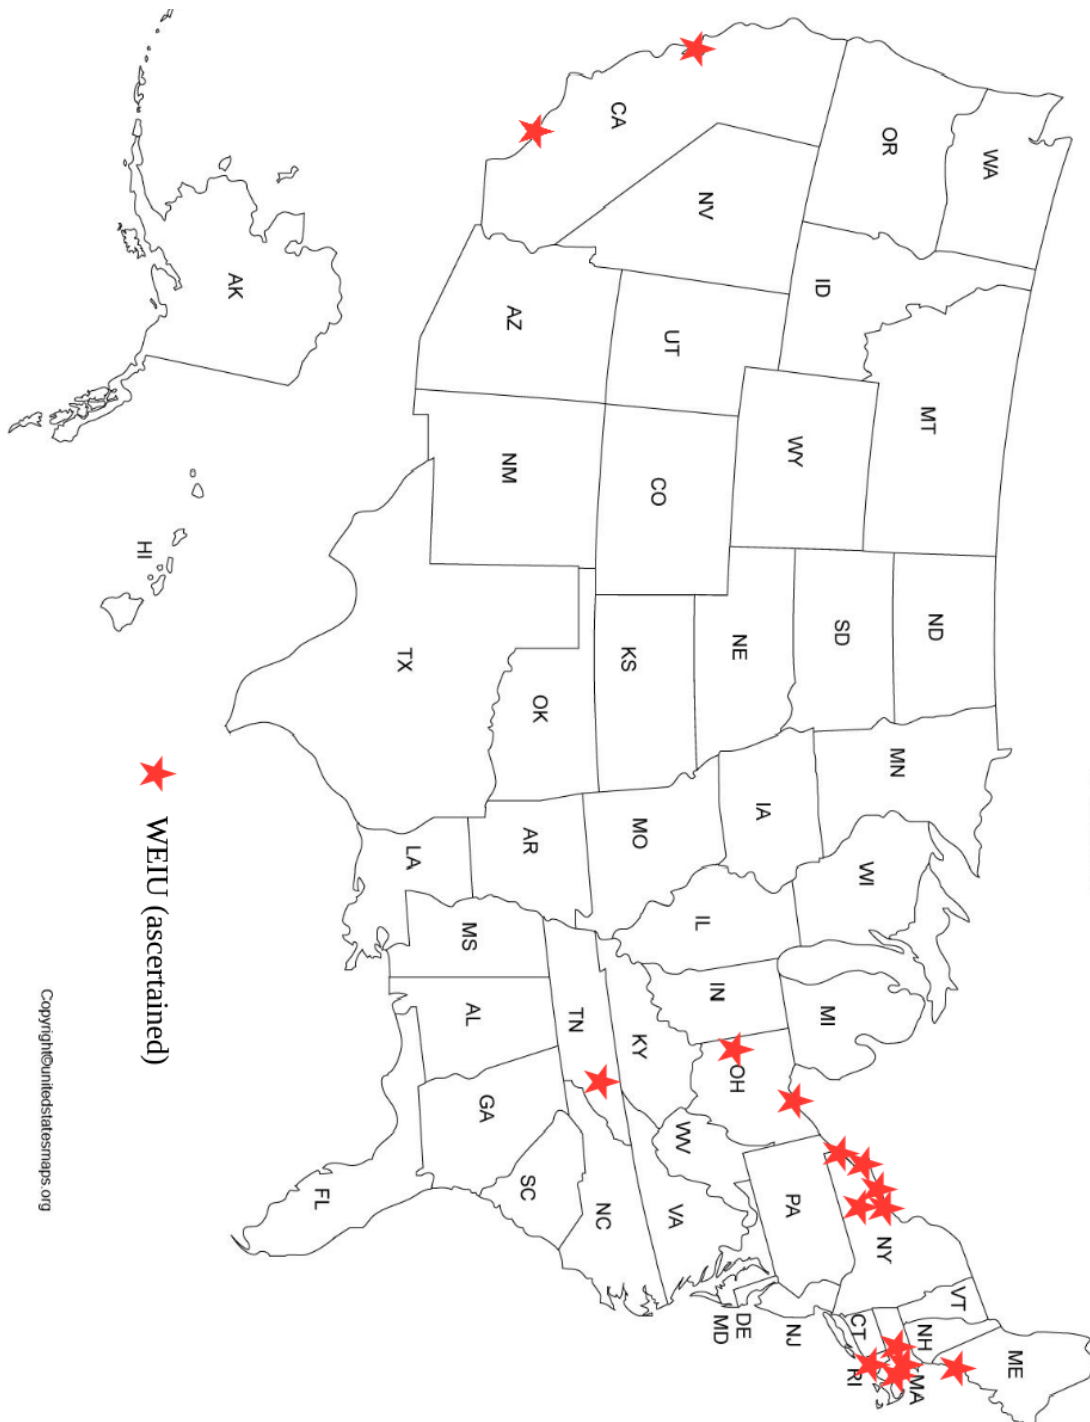 WA
OR
CA
NV
ID
MT
WY
UT
AZ
CO
NM
ND
SD
NE
KS
OK
TX
MN
IA
MO
AR
LA
WI
IL
MS
MI
IN
KY
TN
AL
OH
WV
GA
FL
SC
NC
VA
PA
NY
VT
NH
ME
MA
RI
CT
NJ
DE
MD
AK
HI
WEIU (ascertained)
Copyright©unitedstatesmaps.org